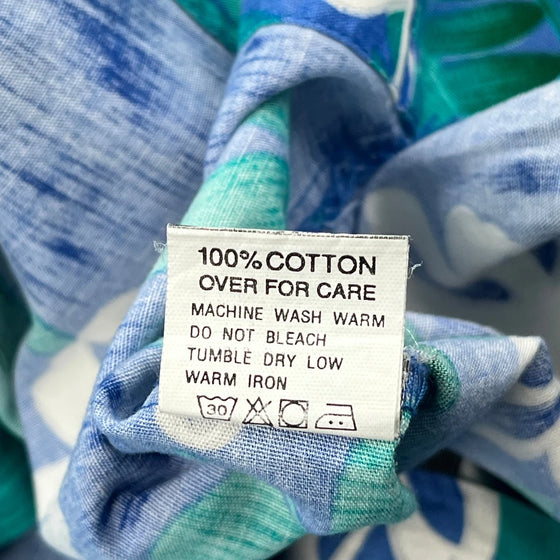 100% COTTON
OVER FOR CARE
MACHINE WASH WARM
DO NOT BLEACH
TUMBLE DRY LOW
WARM IRON
30